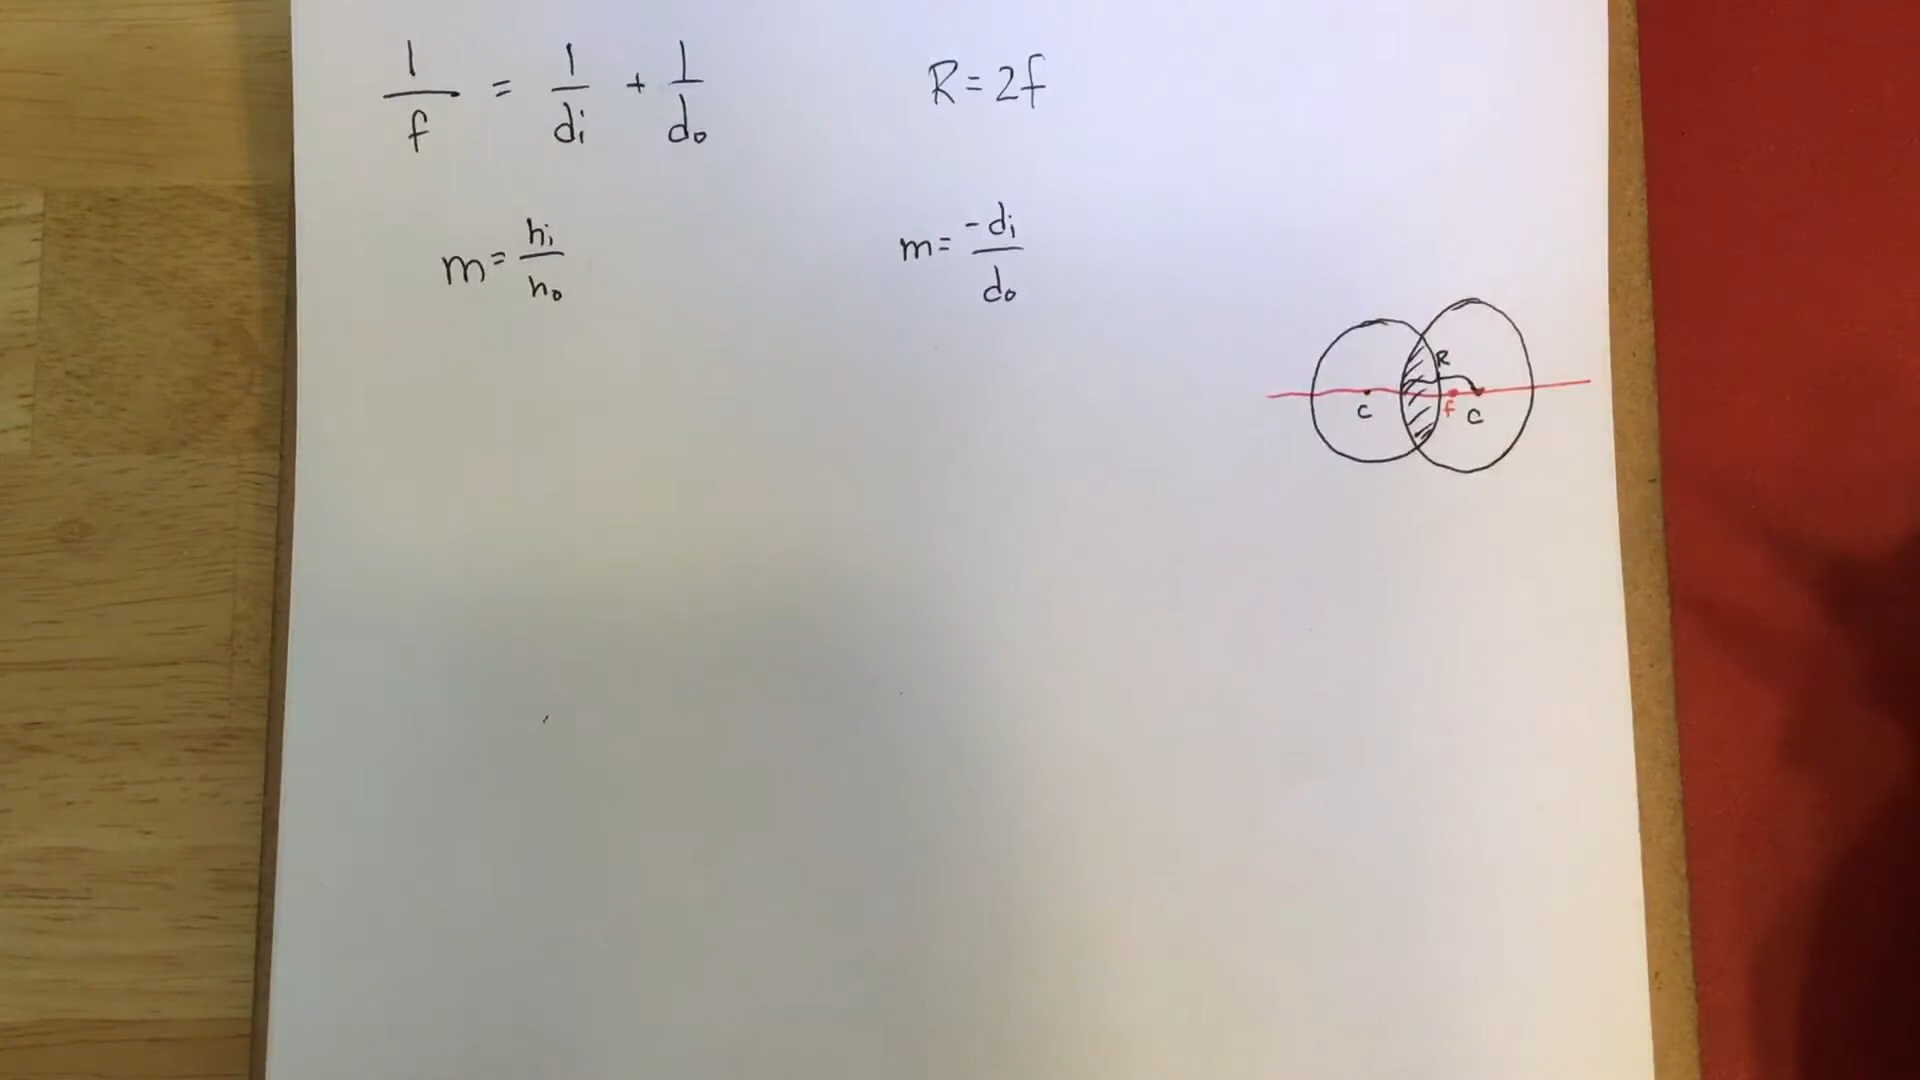 1/f = 1/di + 1/do
R = 2f
m = hi/ho
m = -di/do
R
C f C